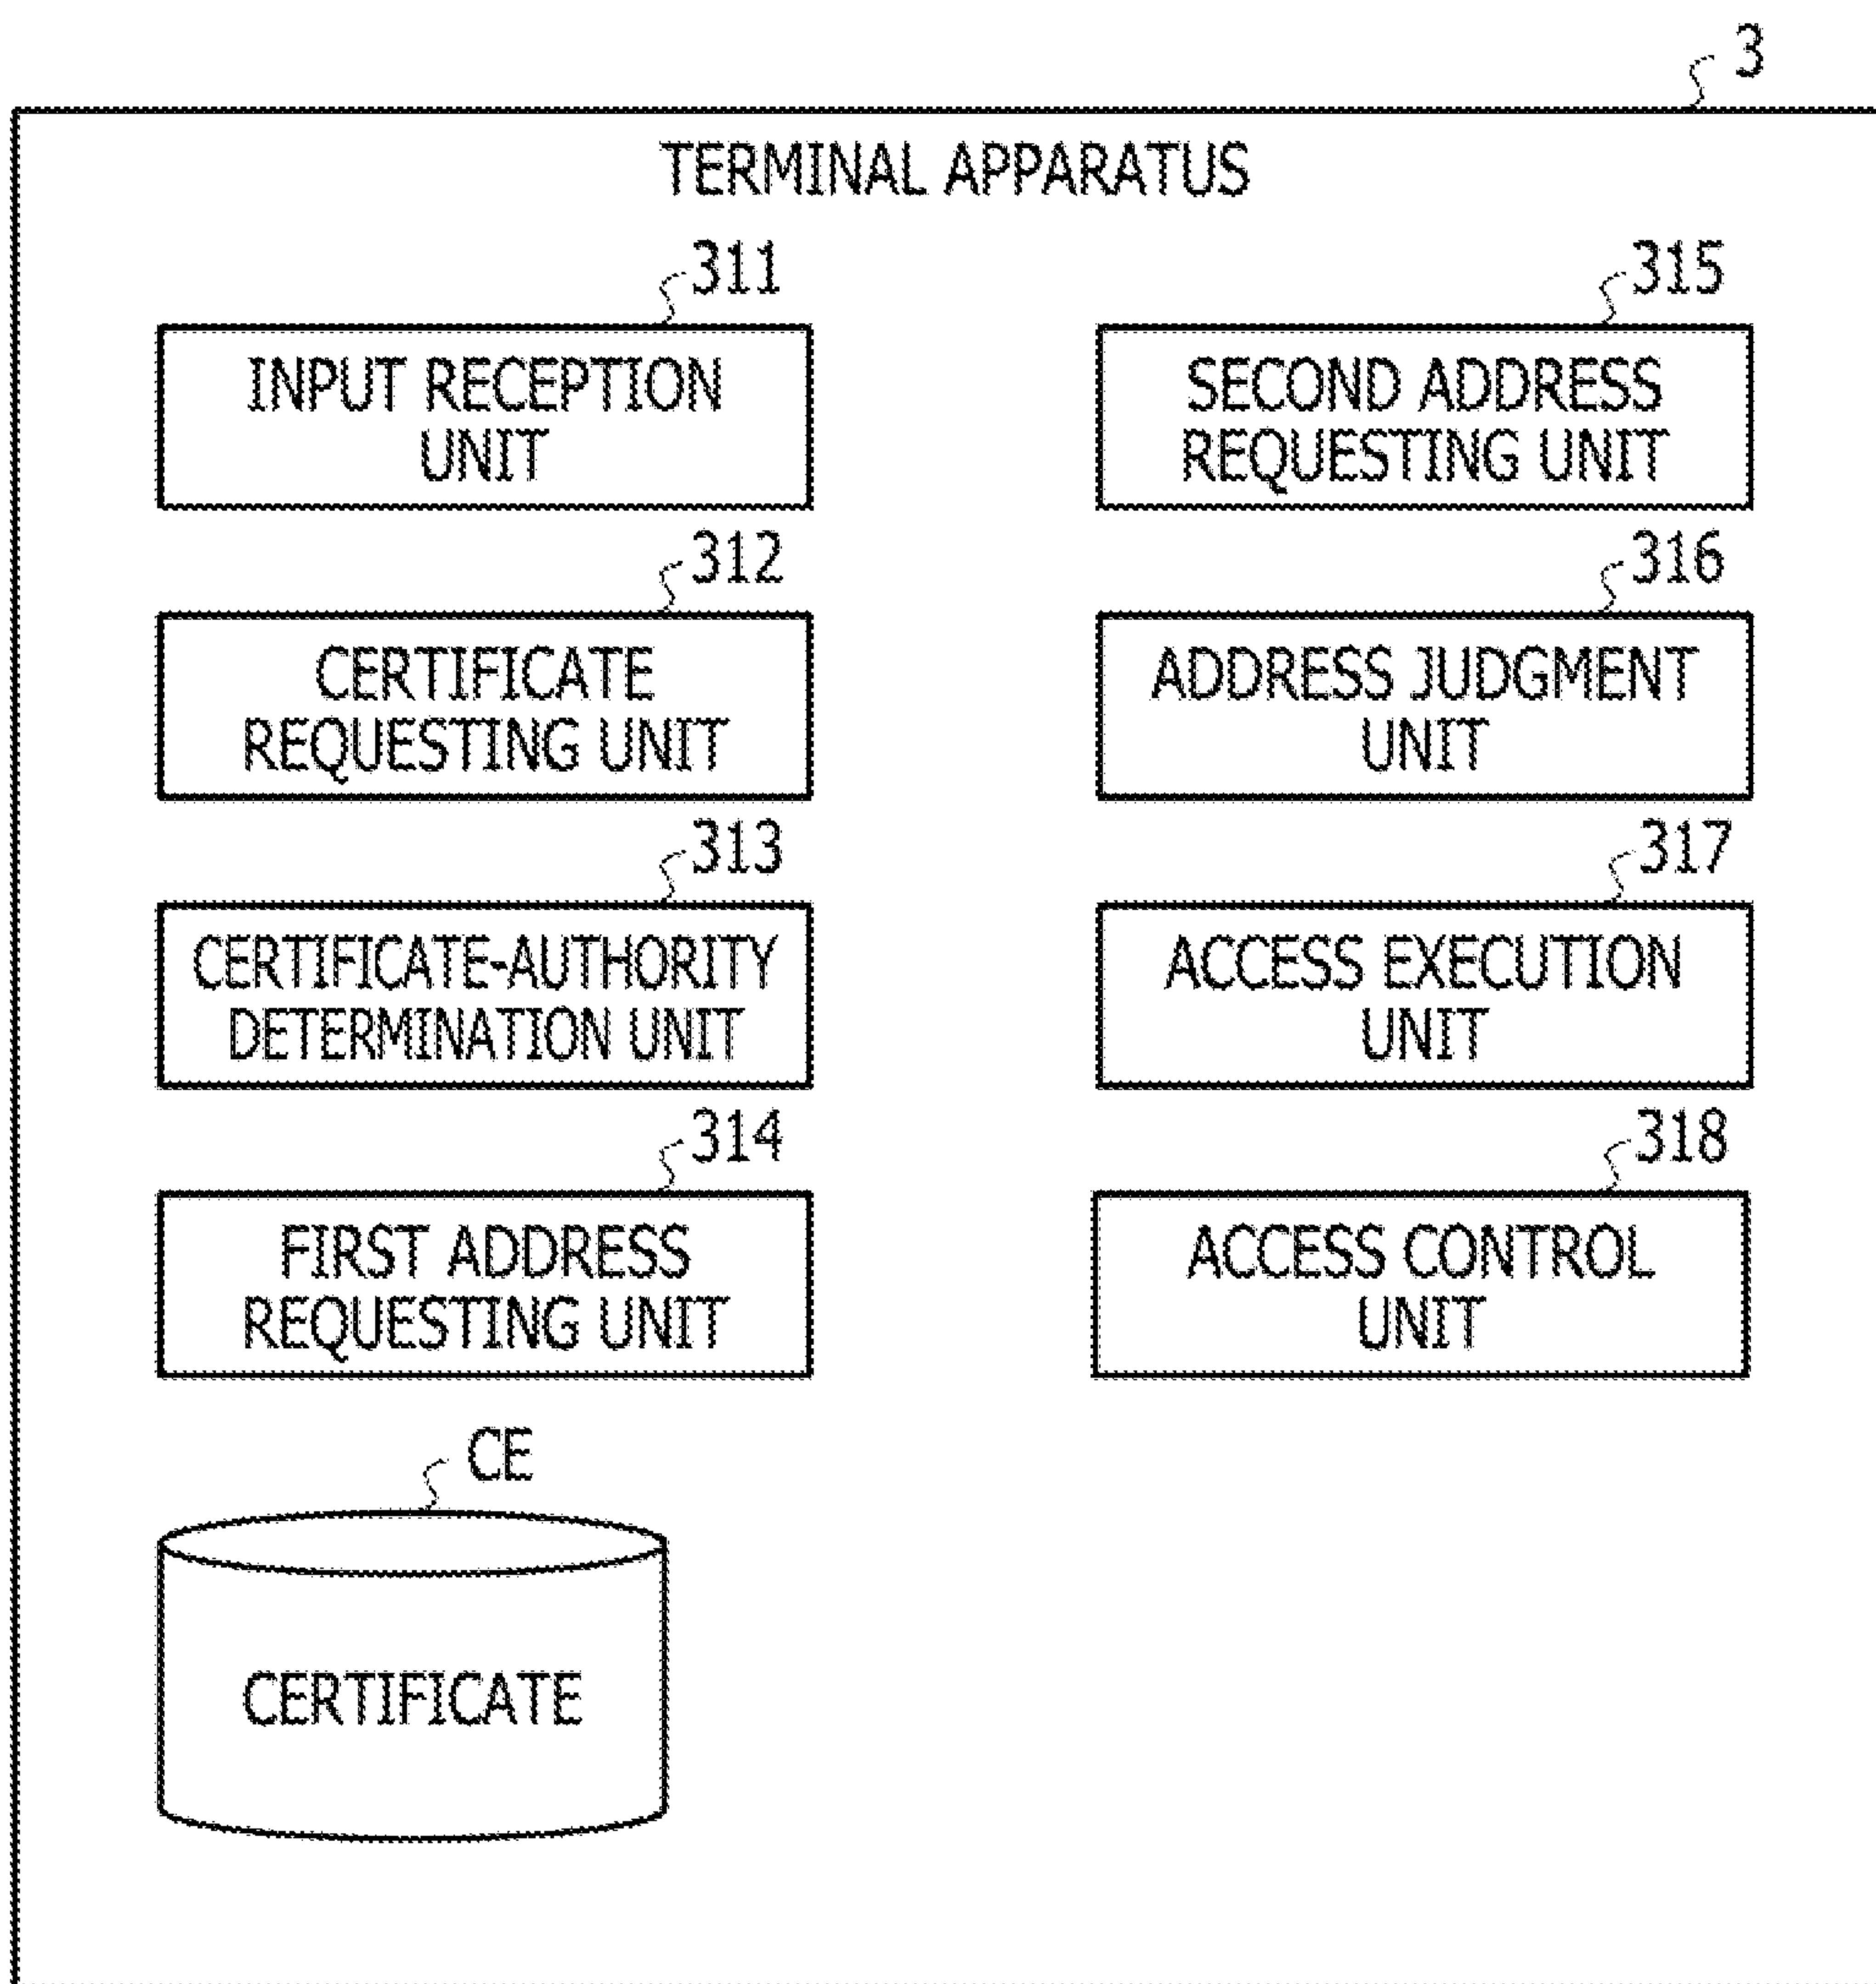 3
TERMINAL APPARATUS
311
INPUT RECEPTION
UNIT
312
CERTIFICATE
REQUESTING UNIT
313
CERTIFICATE-AUTHORITY
DETERMINATION UNIT
314
FIRST ADDRESS
REQUESTING UNIT
CE
CERTIFICATE
315
SECOND ADDRESS
REQUESTING UNIT
316
ADDRESS JUDGMENT
UNIT
317
ACCESS EXECUTION
UNIT
318
ACCESS CONTROL
UNIT